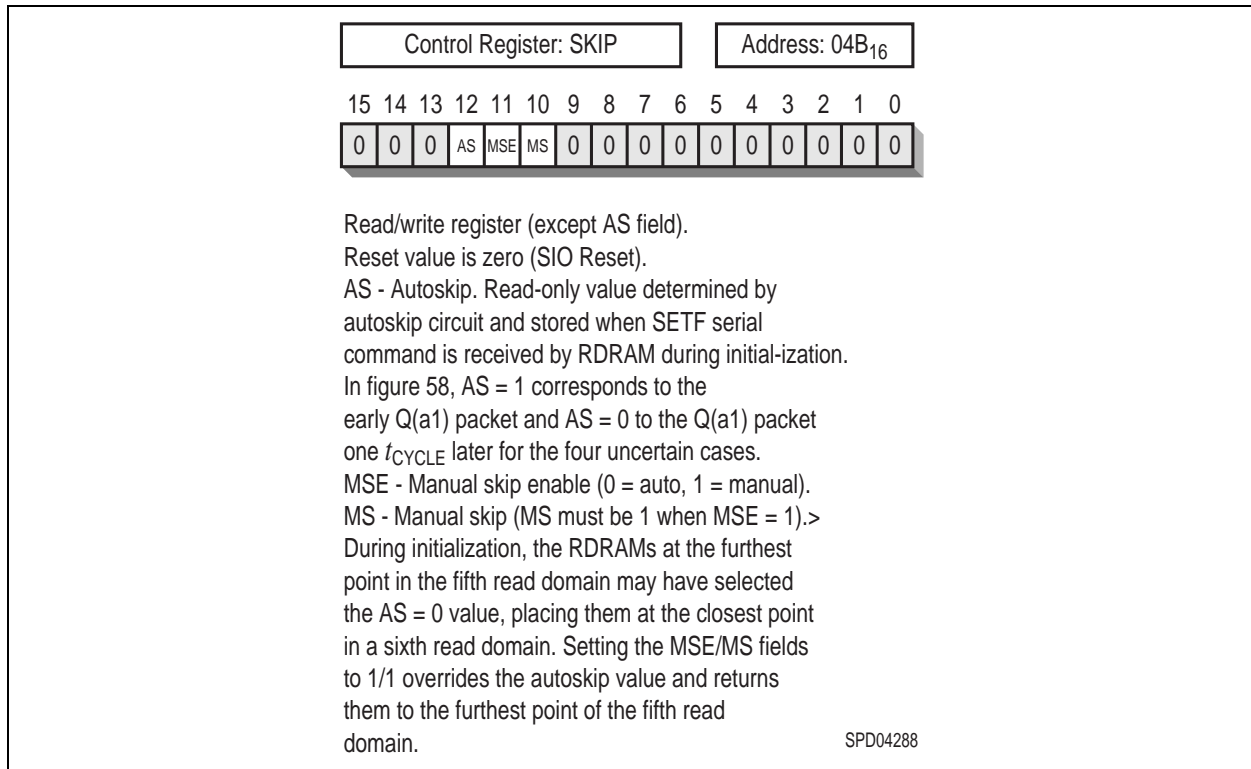 Control Register: SKIP Address: 04B16
15 14 13 12 11 10 9 8 7 6 5 4 3 2 1 0
0 0 0 AS MSE MS 0 0 0 0 0 0 0 0 0 0
Read/write register (except AS field).
Reset value is zero (SIO Reset).
AS - Autoskip. Read-only value determined by
autoskip circuit and stored when SETF serial
command is received by RDRAM during initial-ization.
In figure 58, AS = 1 corresponds to the
early Q(a1) packet and AS = 0 to the Q(a1) packet
one tCYCLE later for the four uncertain cases.
MSE - Manual skip enable (0 = auto, 1 = manual).
MS - Manual skip (MS must be 1 when MSE = 1).>
During initialization, the RDRAMs at the furthest
point in the fifth read domain may have selected
the AS = 0 value, placing them at the closest point
in a sixth read domain. Setting the MSE/MS fields
to 1/1 overrides the autoskip value and returns
them to the furthest point of the fifth read
domain.
SPD04288